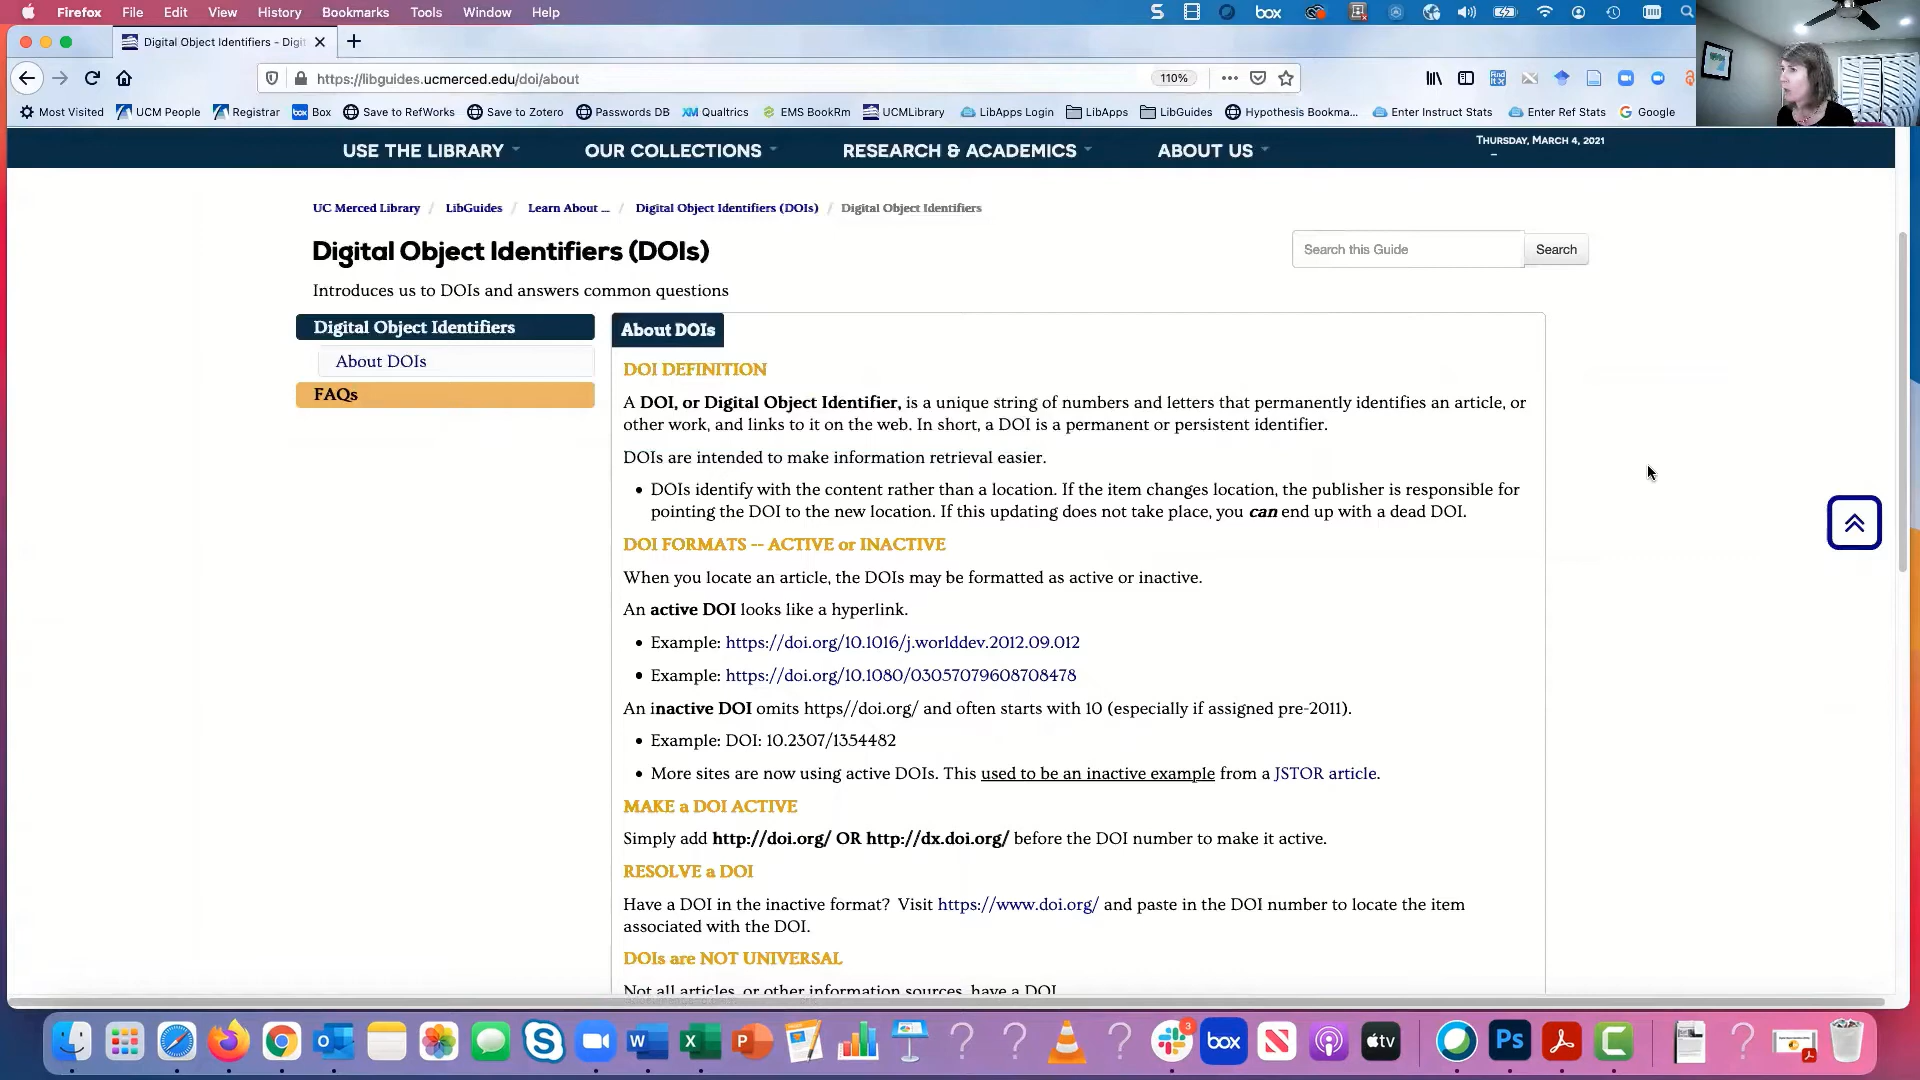 Firefox File Edit View History Bookmarks Tools Window Help
box
Digital Object Identifiers - Digi
https://libguides.ucmerced.edu/doi/about
110%
Most Visited UCM People Registrar Box Save to RefWorks Save to Zotero Passwords DB Qualtrics EMS BookRm UCMLibrary LibApps Login LibApps LibGuides Hypothesis Bookma... Enter Instruct Stats Enter Ref Stats Google
USE THE LIBRARY OUR COLLECTIONS RESEARCH & ACADEMICS ABOUT US THURSDAY, MARCH 4, 2021
UC Merced Library / LibGuides / Learn About ... / Digital Object Identifiers (DOIs) / Digital Object Identifiers
Digital Object Identifiers (DOIs)
Search this Guide Search
Introduces us to DOIs and answers common questions
Digital Object Identifiers
About DOIs
FAQs
About DOIs
DOI DEFINITION
A DOI, or Digital Object Identifier, is a unique string of numbers and letters that permanently identifies an article, or
other work, and links to it on the web. In short, a DOI is a permanent or persistent identifier.
DOIs are intended to make information retrieval easier.
• DOIs identify with the content rather than a location. If the item changes location, the publisher is responsible for
pointing the DOI to the new location. If this updating does not take place, you can end up with a dead DOI.
DOI FORMATS -- ACTIVE or INACTIVE
When you locate an article, the DOIs may be formatted as active or inactive.
An active DOI looks like a hyperlink.
• Example: https://doi.org/10.1016/j.worlddev.2012.09.012
• Example: https://doi.org/10.1080/03057079608708478
An inactive DOI omits https//doi.org/ and often starts with 10 (especially if assigned pre-2011).
• Example: DOI: 10.2307/1354482
• More sites are now using active DOIs. This used to be an inactive example from a JSTOR article.
MAKE a DOI ACTIVE
Simply add http://doi.org/ OR http://dx.doi.org/ before the DOI number to make it active.
RESOLVE a DOI
Have a DOI in the inactive format? Visit https://www.doi.org/ and paste in the DOI number to locate the item
associated with the DOI.
DOIs are NOT UNIVERSAL
Not all articles, or other information sources, have a DOI
3
box
tv
Ps